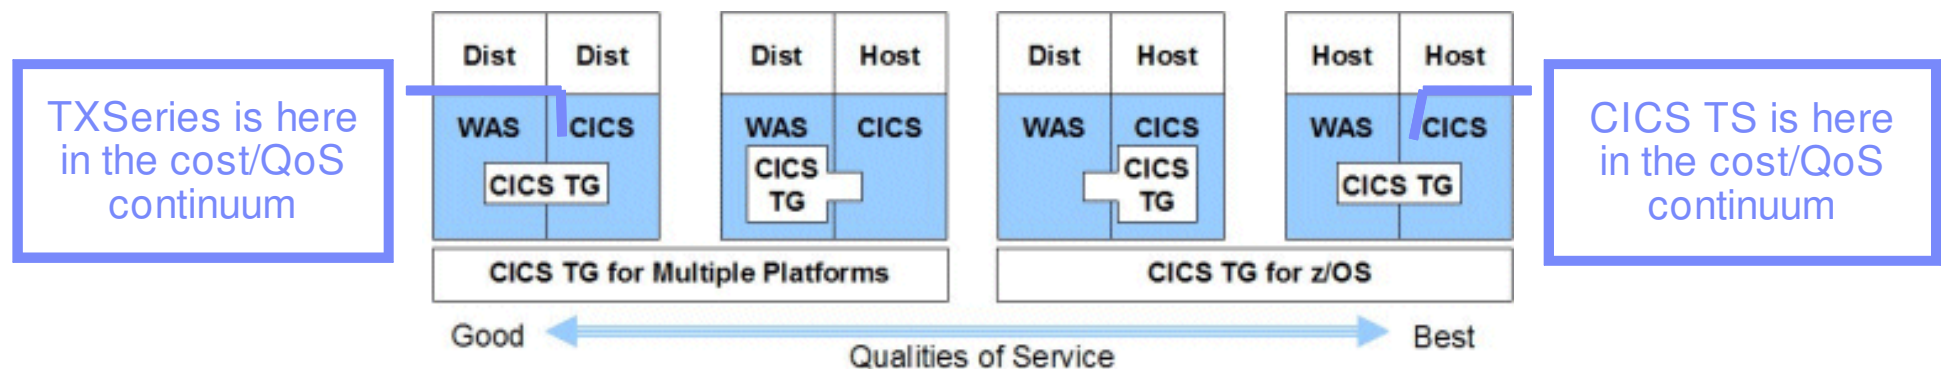 TXSeries is here
in the cost/QoS
continuum
Dist Dist
WAS CICS
CICS TG
Dist Host
WAS CICS
CICS
TG
Dist Host
WAS CICS
CICS
TG
Host Host
WAS CICS
CICS TG
CICS TS is here
in the cost/QoS
continuum
CICS TG for Multiple Platforms
CICS TG for z/OS
Good
Best
Qualities of Service